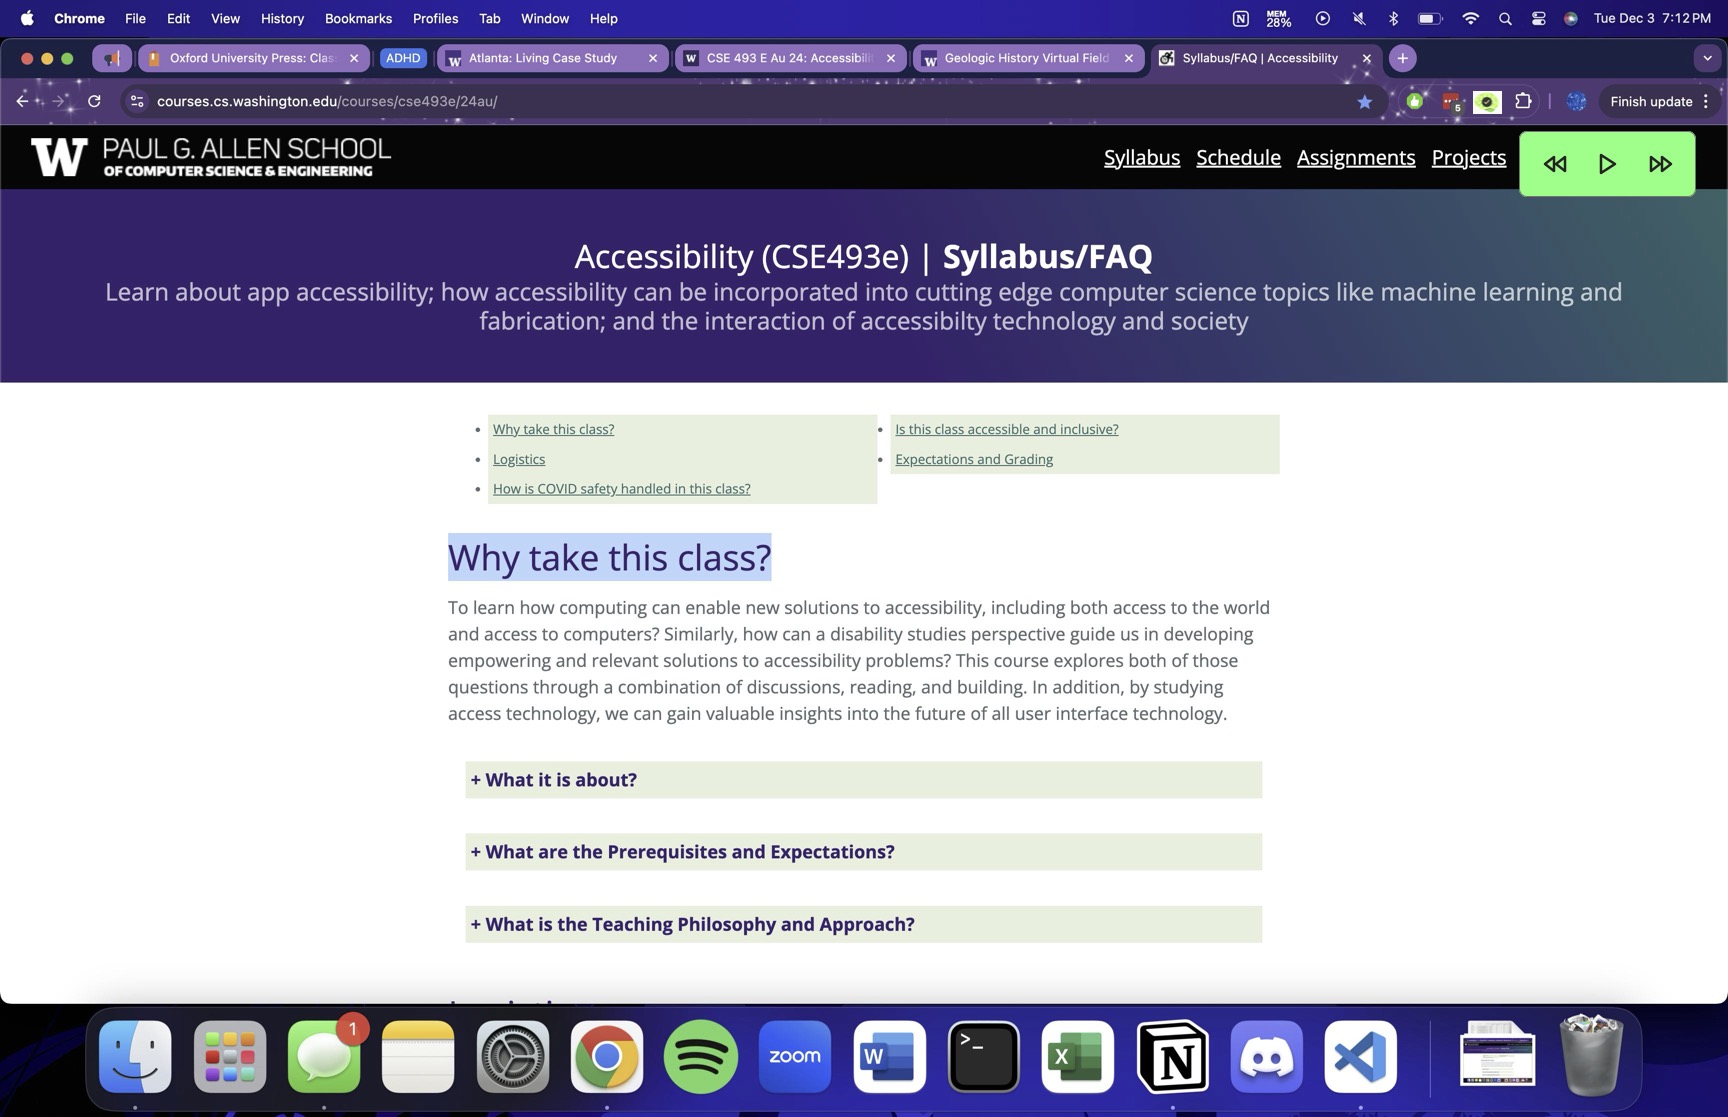 Chrome File Edit View History Bookmarks Profiles Tab Window Help MEM 28% Tue Dec 3 7:12 PM
Oxford University Press: Clas ADHD Atlanta: Living Case Study CSE 493 E Au 24: Accessibili Geologic History Virtual Field Syllabus/FAQ | Accessibility
courses.cs.washington.edu/courses/cse493e/24au/ 5 Finish update
W PAUL G. ALLEN SCHOOL
OF COMPUTER SCIENCE & ENGINEERING
Syllabus Schedule Assignments Projects
Accessibility (CSE493e) | Syllabus/FAQ
Learn about app accessibility; how accessibility can be incorporated into cutting edge computer science topics like machine learning and
fabrication; and the interaction of accessibilty technology and society
Why take this class?
Logistics
How is COVID safety handled in this class?
Is this class accessible and inclusive?
Expectations and Grading
Why take this class?
To learn how computing can enable new solutions to accessibility, including both access to the world
and access to computers? Similarly, how can a disability studies perspective guide us in developing
empowering and relevant solutions to accessibility problems? This course explores both of those
questions through a combination of discussions, reading, and building. In addition, by studying
access technology, we can gain valuable insights into the future of all user interface technology.
+ What it is about?
+ What are the Prerequisites and Expectations?
+ What is the Teaching Philosophy and Approach?
1
zoom W >_ X N